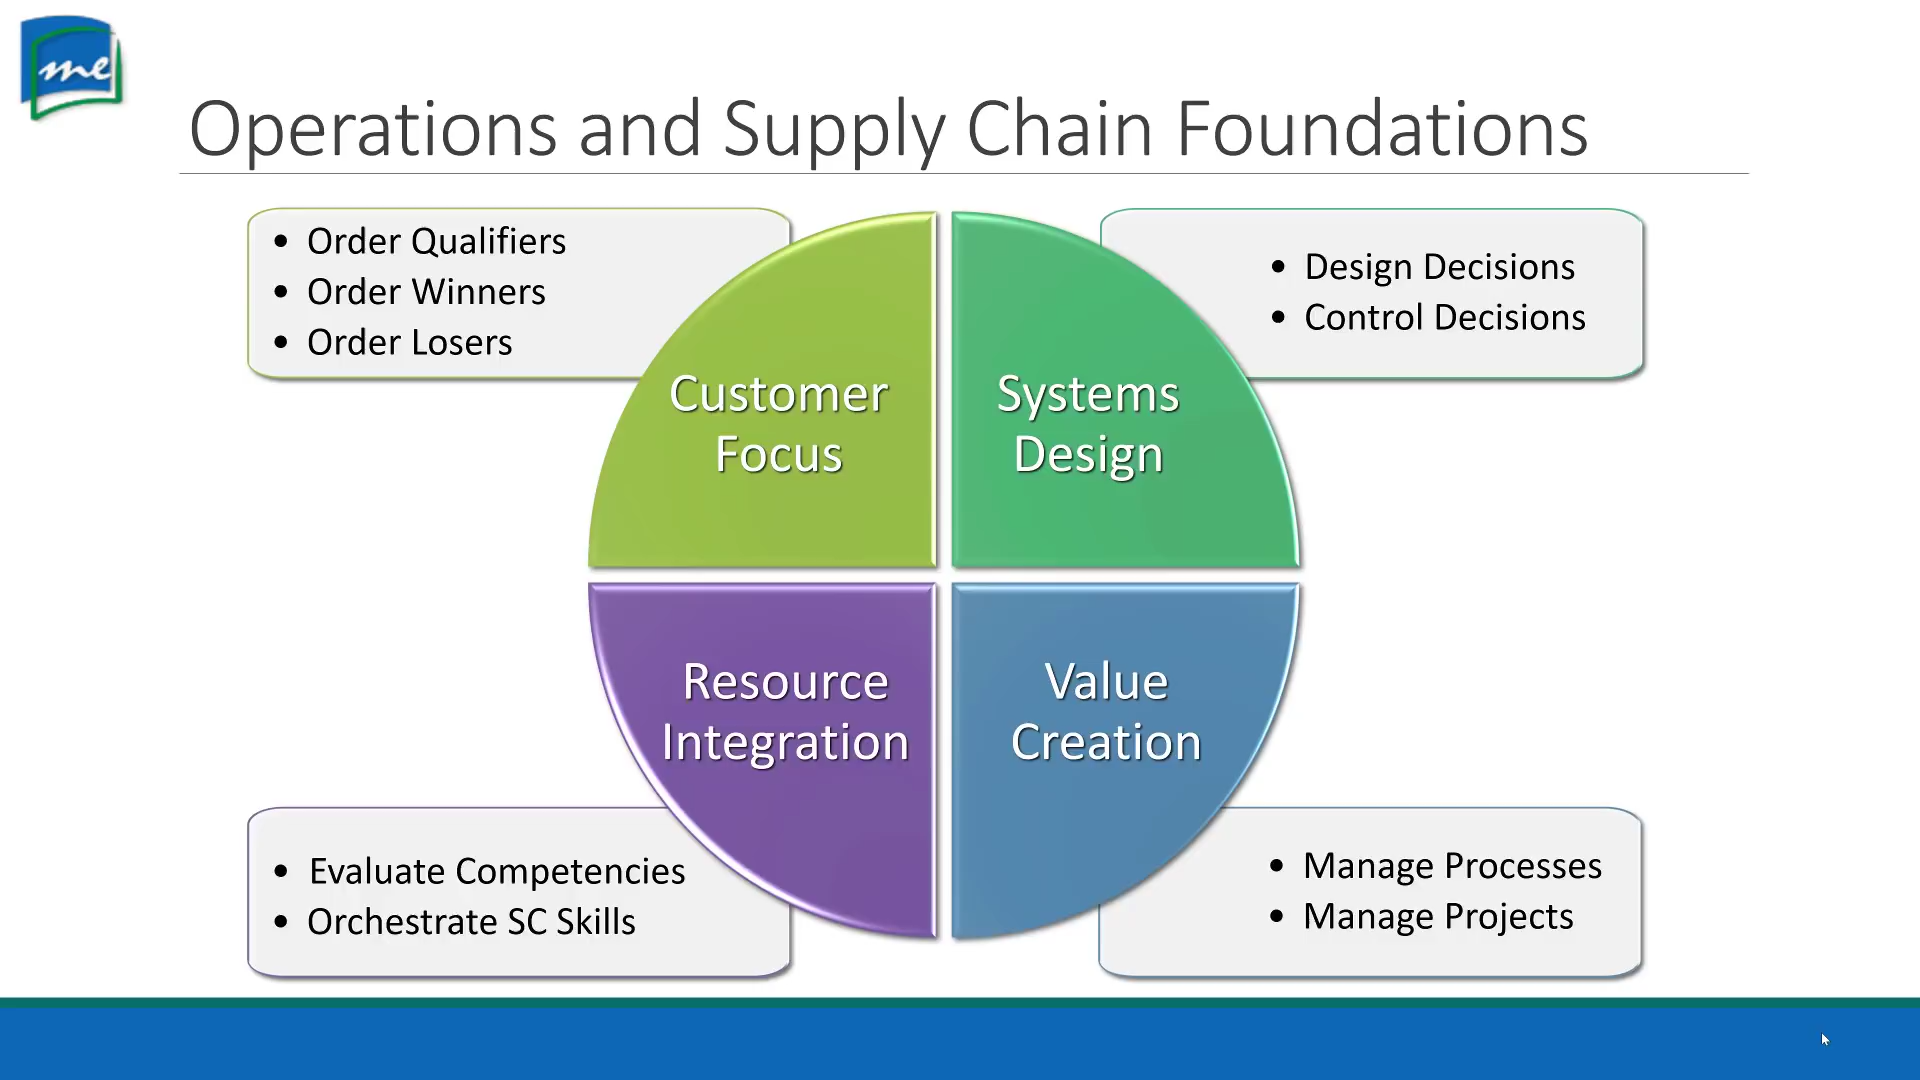 me
Operations and Supply Chain Foundations
• Order Qualifiers
• Order Winners
• Order Losers
• Design Decisions
• Control Decisions
Customer
Focus
Systems
Design
Resource
Integration
Value
Creation
• Evaluate Competencies
• Orchestrate SC Skills
• Manage Processes
• Manage Projects